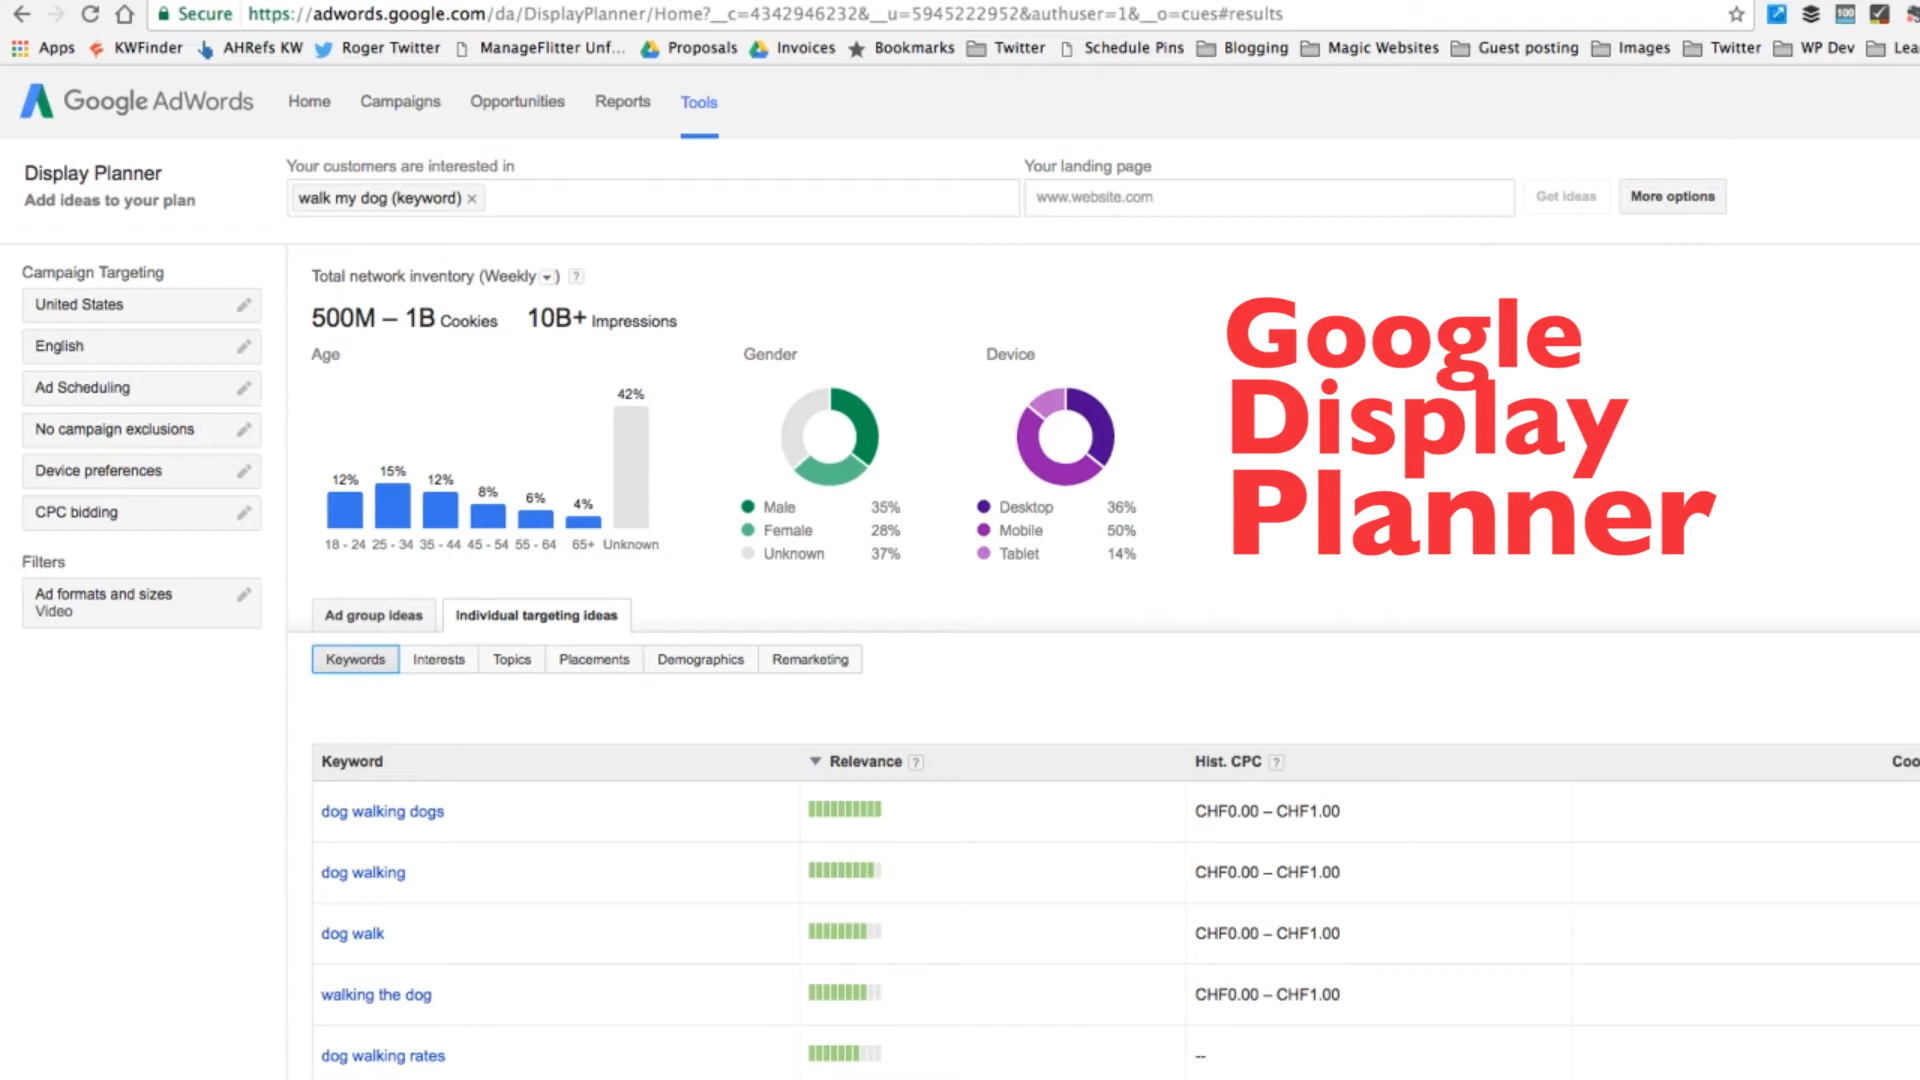 Secure https://adwords.google.com/da/DisplayPlanner/Home?__c=4342946232&__u=5945222952&authuser=1&__o=cues#results
100
Apps KWFinder AHRefs KW Roger Twitter ManageFlitter Unf... Proposals Invoices Bookmarks Twitter Schedule Pins Blogging Magic Websites Guest posting Images Twitter WP Dev Lea
Google AdWords Home Campaigns Opportunities Reports Tools
Display Planner
Add ideas to your plan
Your customers are interested in
walk my dog (keyword) ×
Your landing page
www.website.com
Get ideas More options
Campaign Targeting
United States
English
Ad Scheduling
No campaign exclusions
Device preferences
CPC bidding
Filters
Ad formats and sizes
Video
Total network inventory (Weekly ) ?
500M – 1B Cookies 10B+ Impressions
Age
42%
12% 15% 12% 8% 6% 4%
18 - 24 25 - 34 35 - 44 45 - 54 55 - 64 65+ Unknown
Gender
Male 35%
Female 28%
Unknown 37%
Device
Desktop 36%
Mobile 50%
Tablet 14%
Google
Display
Planner
Ad group ideas Individual targeting ideas
Keywords Interests Topics Placements Demographics Remarketing
Keyword Relevance ? Hist. CPC ? Coo
dog walking dogs CHF0.00 – CHF1.00
dog walking CHF0.00 – CHF1.00
dog walk CHF0.00 – CHF1.00
walking the dog CHF0.00 – CHF1.00
dog walking rates --